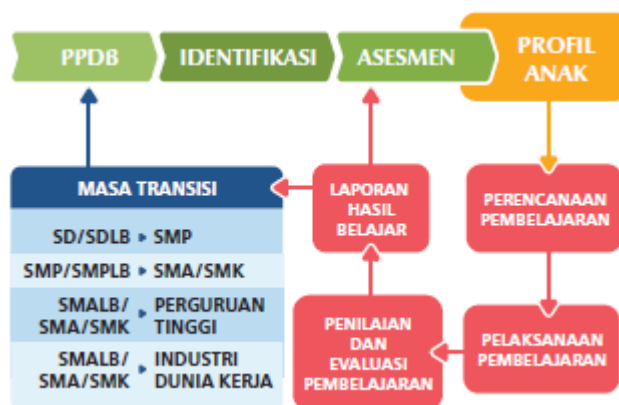 PPDB
IDENTIFIKASI
ASESMEN
PROFIL
ANAK
MASA TRANSISI
SD/SDLB ▸ SMP
SMP/SMPLB ▸ SMA/SMK
SMALB/ ▸ PERGURUAN
SMA/SMK TINGGI
SMALB/ ▸ INDUSTRI
SMA/SMK DUNIA KERJA
LAPORAN
HASIL
BELAJAR
PERENCANAAN
PEMBELAJARAN
PENILAIAN
DAN
EVALUASI
PEMBELAJARAN
PELAKSANAAN
PEMBELAJARAN